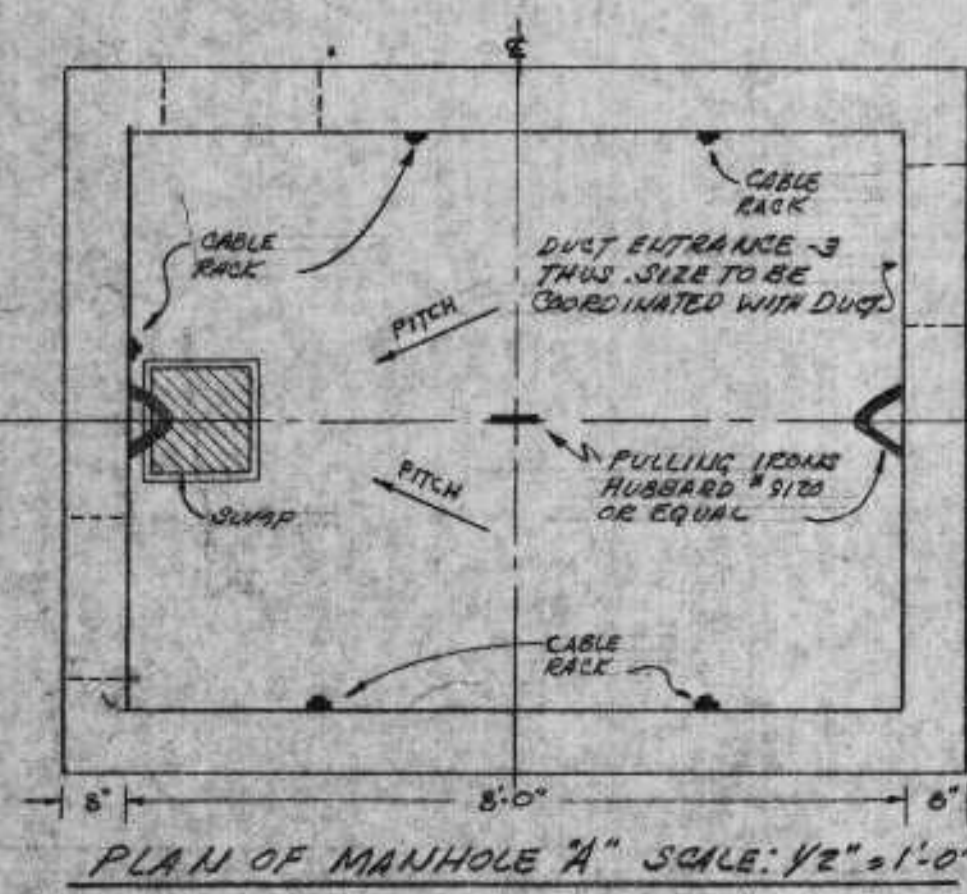 ℄
CABLE
RACK
CABLE
RACK
DUCT ENTRANCE -3
THUS. SIZE TO BE
COORDINATED WITH DUCTS
PITCH
PITCH
PULLING IRONS
HUBBARD # 9120
OR EQUAL
SUMP
CABLE
RACK
8" 8'-0" 8"
PLAN OF MANHOLE "A" SCALE: 1/2" = 1'-0"